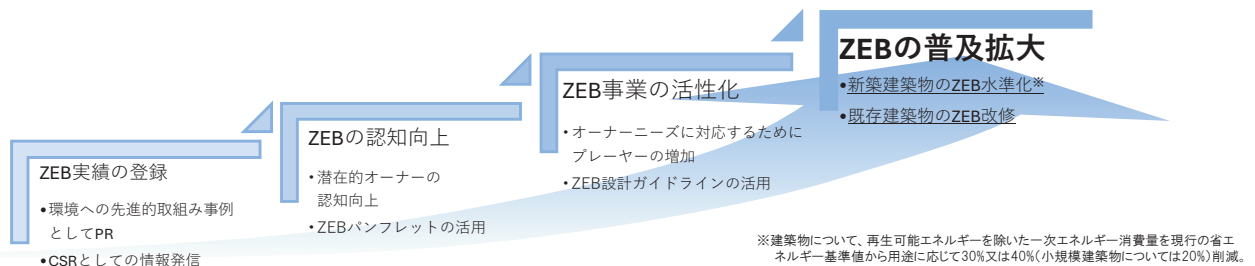 ZEB実績の登録
•環境への先進的取組み事例
としてPR
•CSRとしての情報発信
ZEBの認知向上
•潜在的オーナーの
認知向上
•ZEBパンフレットの活用
ZEB事業の活性化
•オーナーニーズに対応するために
プレーヤーの増加
•ZEB設計ガイドラインの活用
ZEBの普及拡大
•新築建築物のZEB水準化※
•既存建築物のZEB改修
※建築物について、再生可能エネルギーを除いた一次エネルギー消費量を現行の省エ
ネルギー基準値から用途に応じて30%又は40%(小規模建築物については20%)削減。